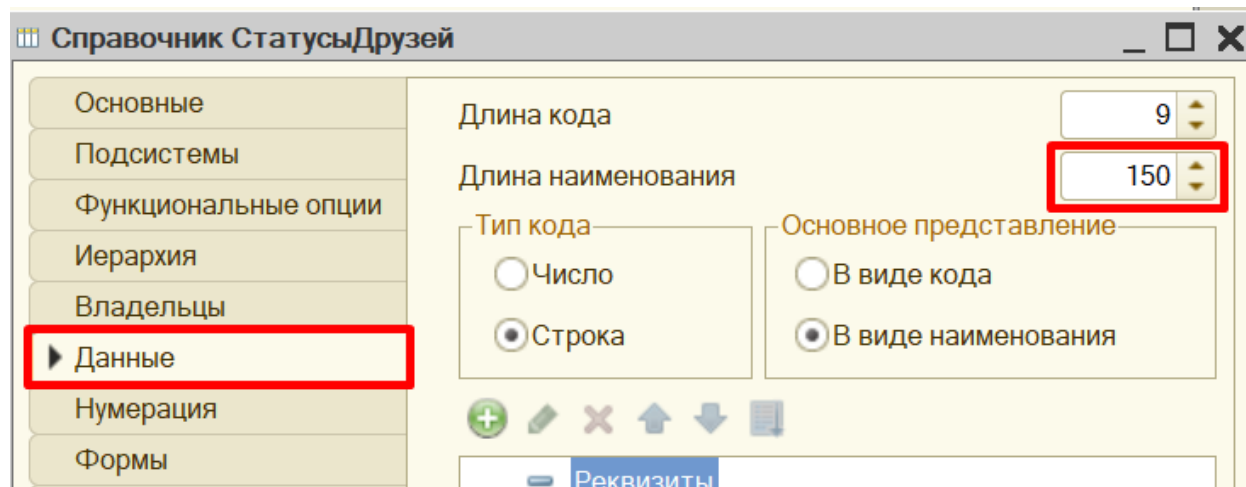 Справочник СтатусыДрузей
Основные
Подсистемы
Функциональные опции
Иерархия
Владельцы
Данные
Нумерация
Формы
Длина кода 9
Длина наименования 150
Тип кода
Число
Строка
Основное представление
В виде кода
В виде наименования
Реквизиты